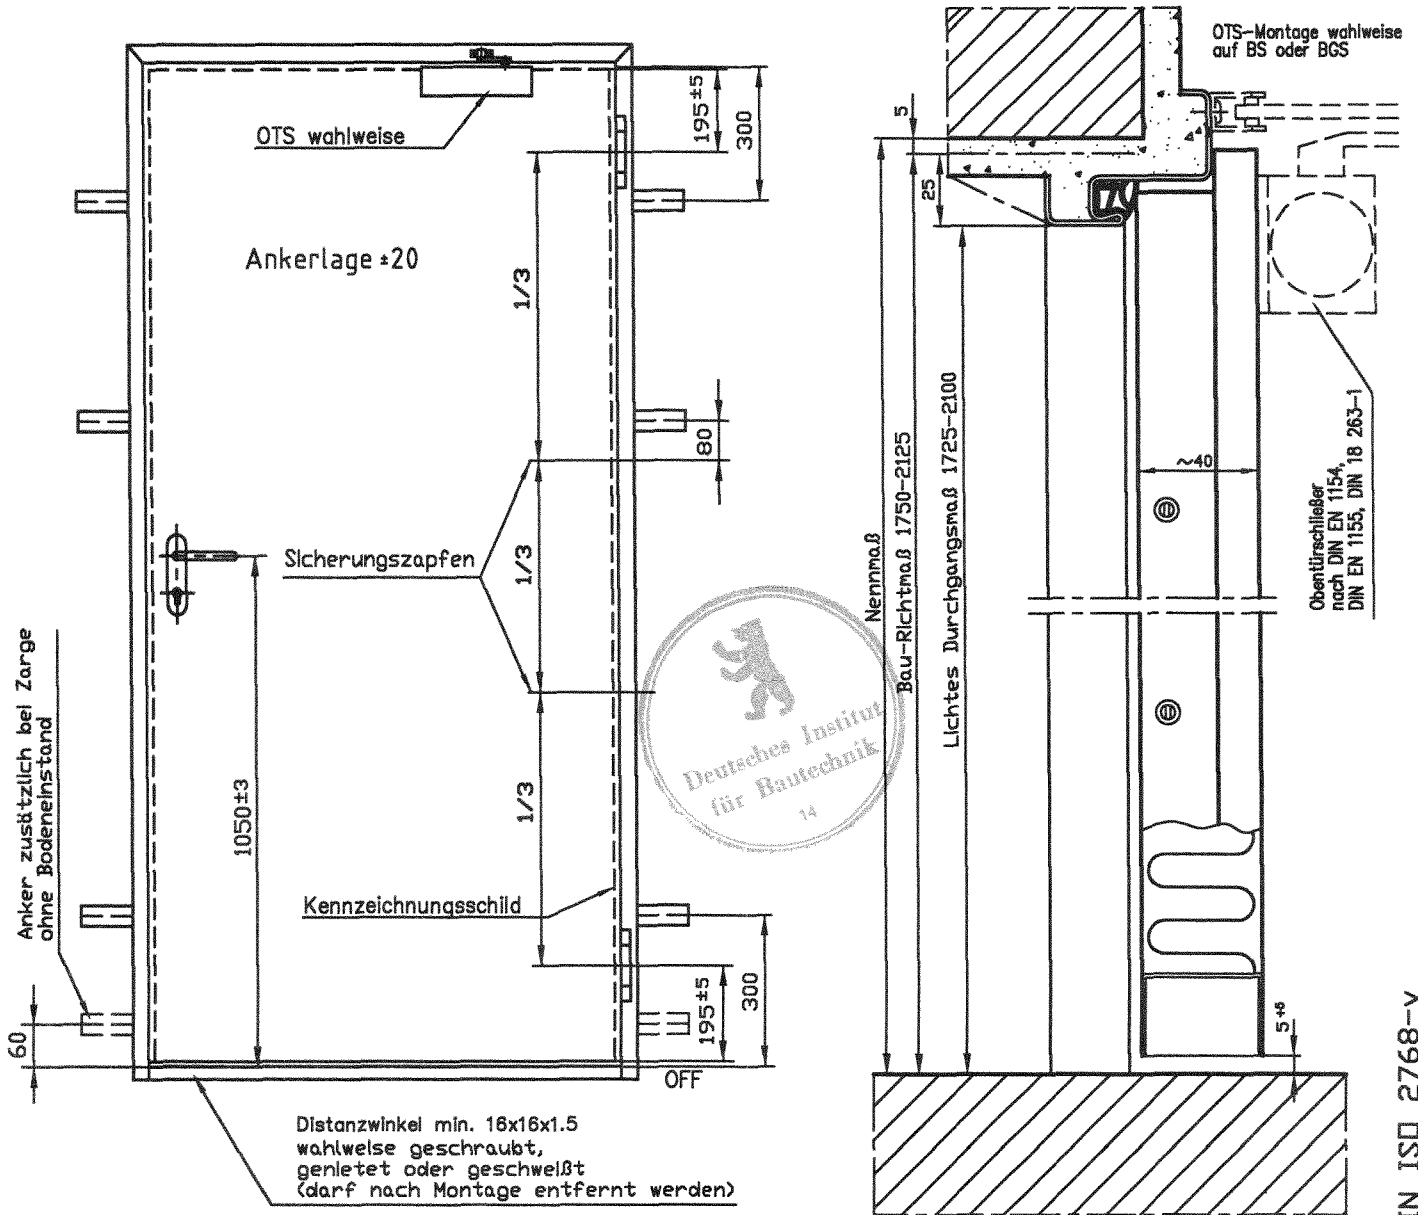 OTS wahlweise
195±5
300
Ankerlage ±20
1/3
80
Sicherungszapfen
1/3
1050±3
1/3
Anker zusätzlich bei Zarge
ohne Bodeneinstand
Kennzeichnungsschild
60
195±5
300
OFF
Distanzwinkel min. 16x16x1.5
wahlweise geschraubt,
genietet oder geschweißt
(darf nach Montage entfernt werden)
OTS-Montage wahlweise
auf BS oder BGS
5
25
Nennmaß
Bau-Richtmaß 1750-2125
Lichtes Durchgangsmaß 1725-2100
~40
Obentürschließer
nach DIN EN 1154,
DIN EN 1155, DIN 18 263-1
Deutsches Institut
für Bautechnik
14
5+5
ISO 2768-v